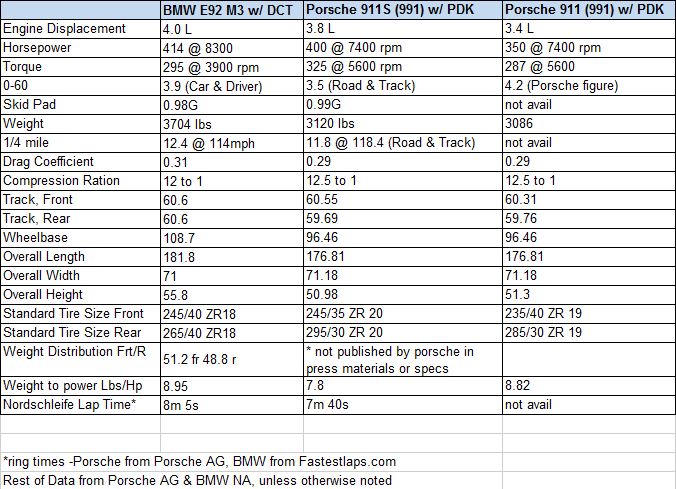 BMW E92 M3 w/ DCT Porsche 911S (991) w/ PDK Porsche 911 (991) w/ PDK
Engine Displacement 4.0 L 3.8 L 3.4 L
Horsepower 414 @ 8300 400 @ 7400 rpm 350 @ 7400 rpm
Torque 295 @ 3900 rpm 325 @ 5600 rpm 287 @ 5600
0-60 3.9 (Car & Driver) 3.5 (Road & Track) 4.2 (Porsche figure)
Skid Pad 0.98G 0.99G not avail
Weight 3704 lbs 3120 lbs 3086
1/4 mile 12.4 @ 114mph 11.8 @ 118.4 (Road & Track) not avail
Drag Coefficient 0.31 0.29 0.29
Compression Ration 12 to 1 12.5 to 1 12.5 to 1
Track, Front 60.6 60.55 60.31
Track, Rear 60.6 59.69 59.76
Wheelbase 108.7 96.46 96.46
Overall Length 181.8 176.81 176.81
Overall Width 71 71.18 71.18
Overall Height 55.8 50.98 51.3
Standard Tire Size Front 245/40 ZR18 245/35 ZR 20 235/40 ZR 19
Standard Tire Size Rear 265/40 ZR18 295/30 ZR 20 285/30 ZR 19
Weight Distribution Frt/R 51.2 fr 48.8 r * not published by porsche in
press materials or specs
Weight to power Lbs/Hp 8.95 7.8 8.82
Nordschleife Lap Time* 8m 5s 7m 40s not avail
*ring times -Porsche from Porsche AG, BMW from Fastestlaps.com
Rest of Data from Porsche AG & BMW NA, unless otherwise noted